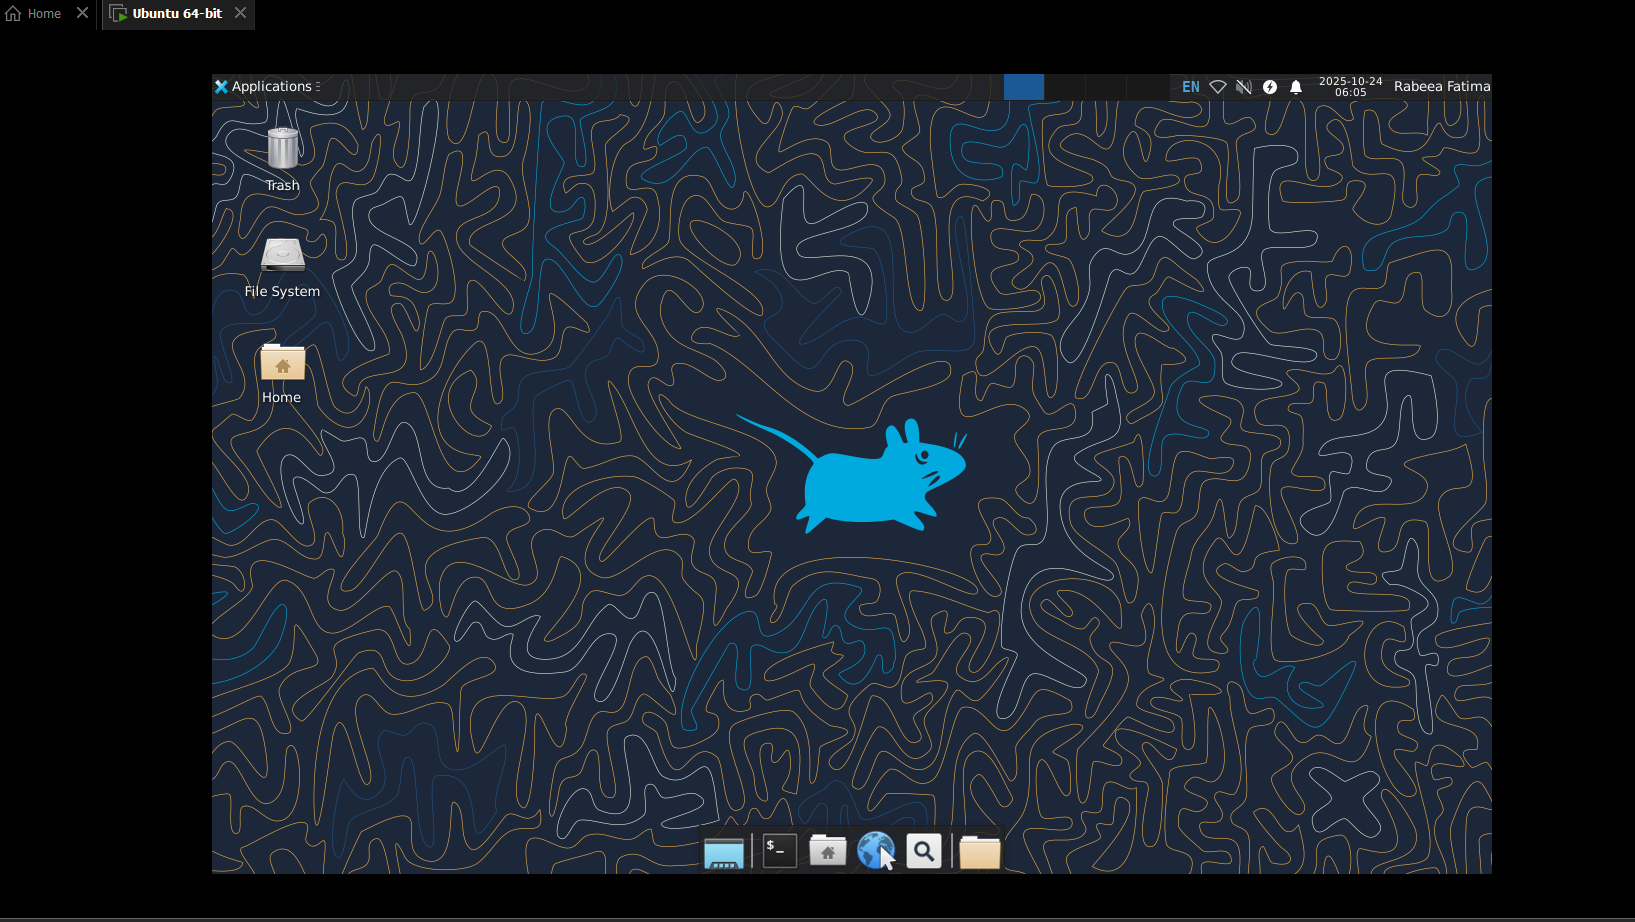 Home
Ubuntu 64-bit
Applications
EN
2025-10-24
06:05
Rabeea Fatima
Trash
File System
Home
$_